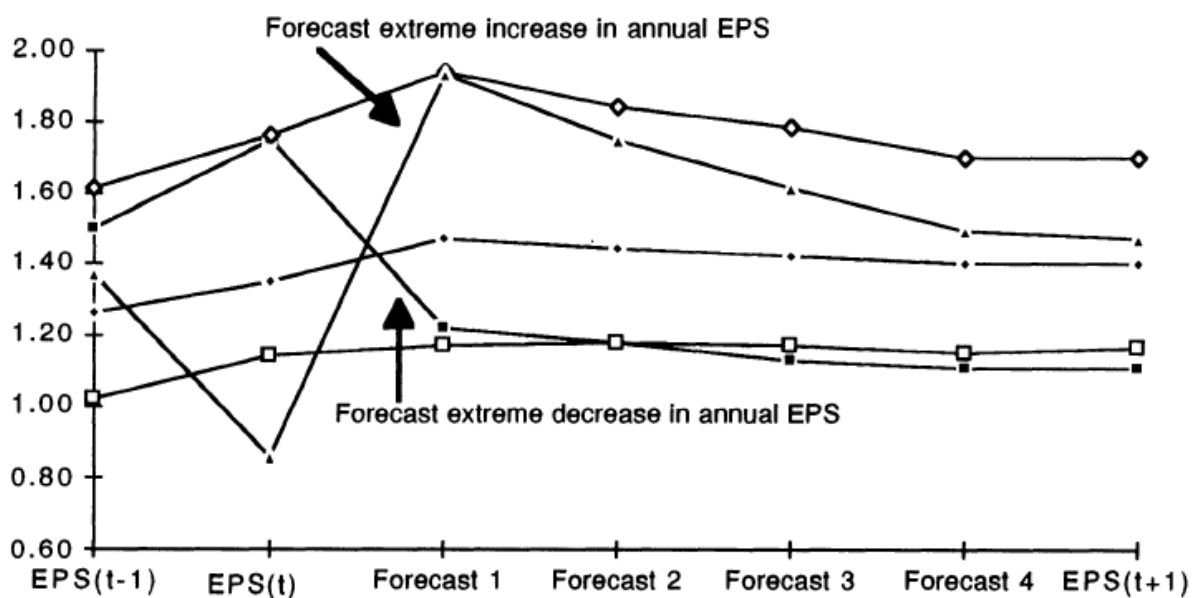 Forecast extreme increase in annual EPS
2.00
1.80
1.60
1.40
1.20
1.00
Forecast extreme decrease in annual EPS
0.80
0.60
EPS(t-1) EPS(t) Forecast 1 Forecast 2 Forecast 3 Forecast 4 EPS(t+1)